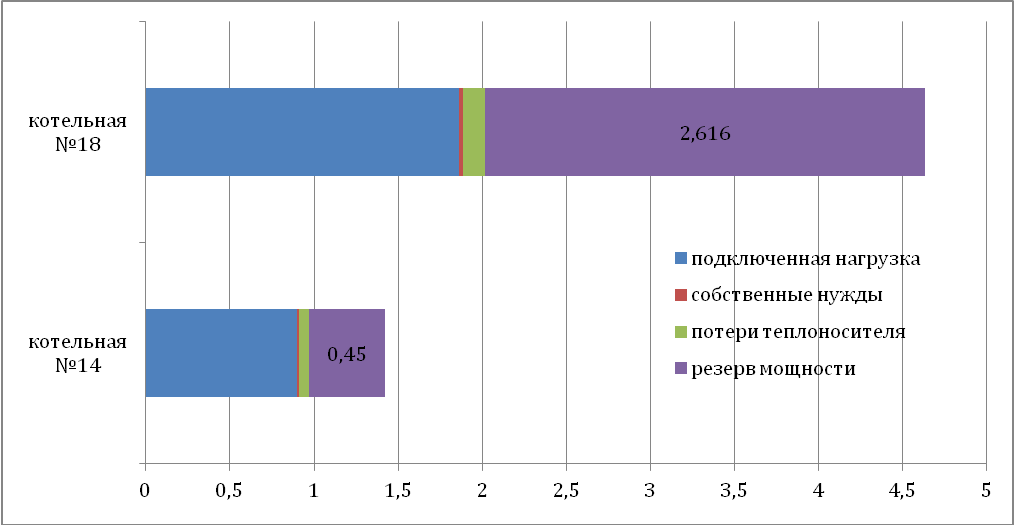 котельная
№18
2,616
котельная
№14
0,45
подключенная нагрузка
собственные нужды
потери теплоносителя
резерв мощности
0
0,5
1
1,5
2
2,5
3
3,5
4
4,5
5